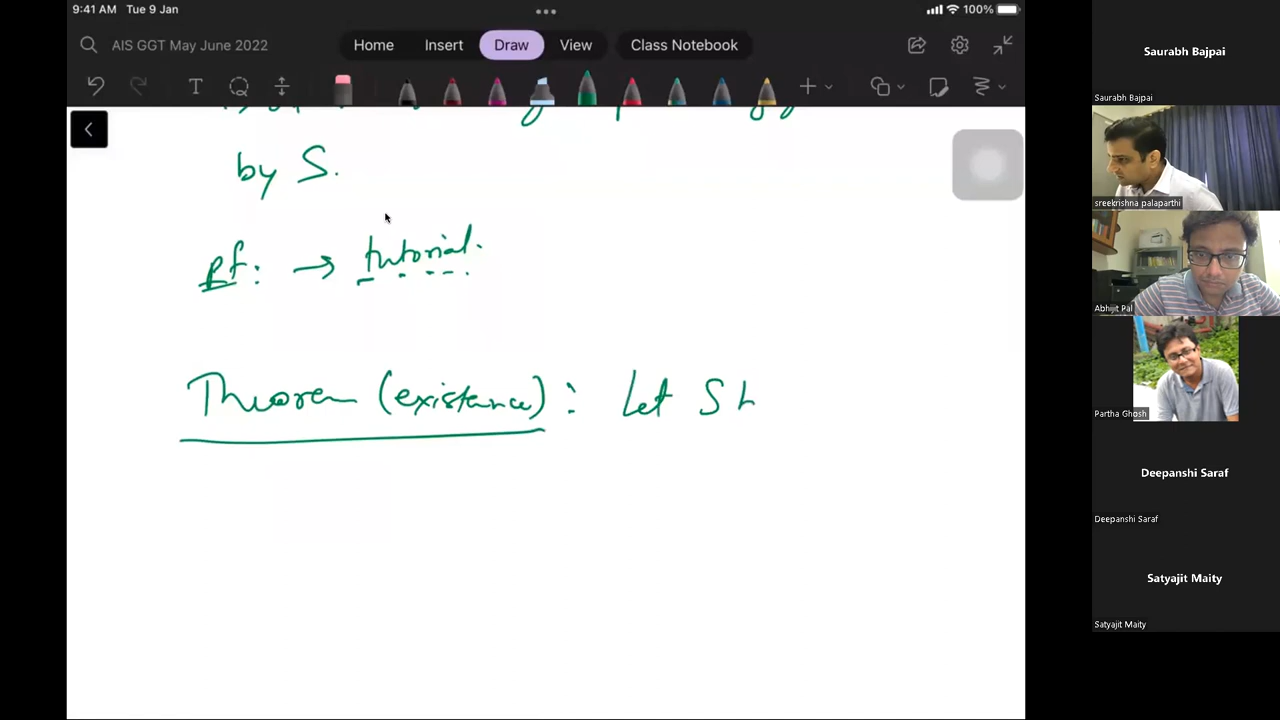 9:41 AM Tue 9 Jan
100%
AIS GGT May June 2022
Home Insert Draw View Class Notebook
by S.
Pf: → tutorial.
Theorem (existence): Let S
Saurabh Bajpai
Saurabh Bajpai
sreekrishna palaparthi
Abhijit Pal
Partha Ghosh
Deepanshi Saraf
Deepanshi Saraf
Satyajit Maity
Satyajit Maity